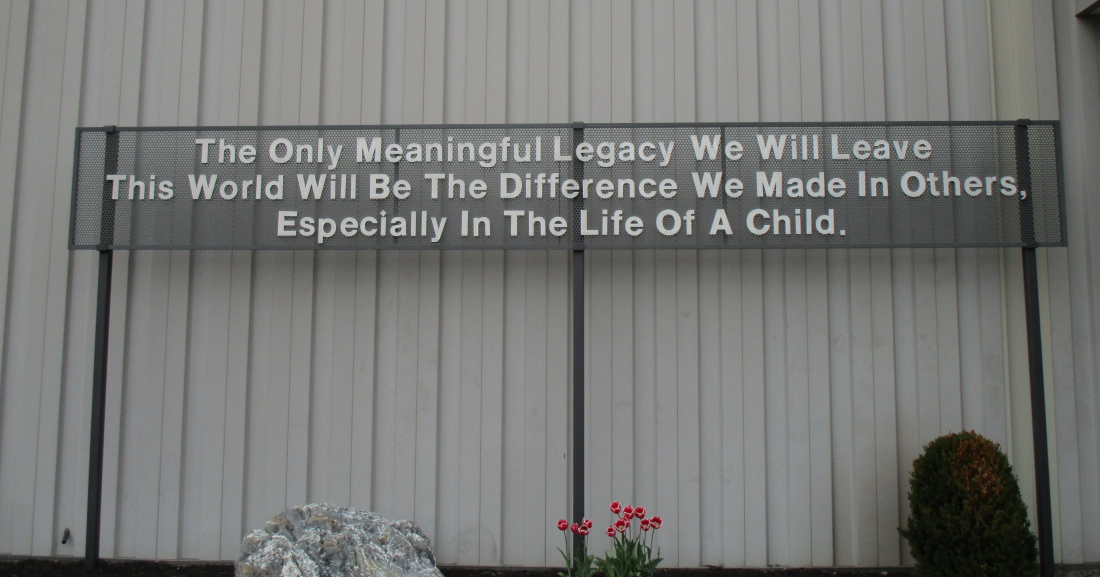 The Only Meaningful Legacy We Will Leave
This World Will Be The Difference We Made In Others,
Especially In The Life Of A Child.